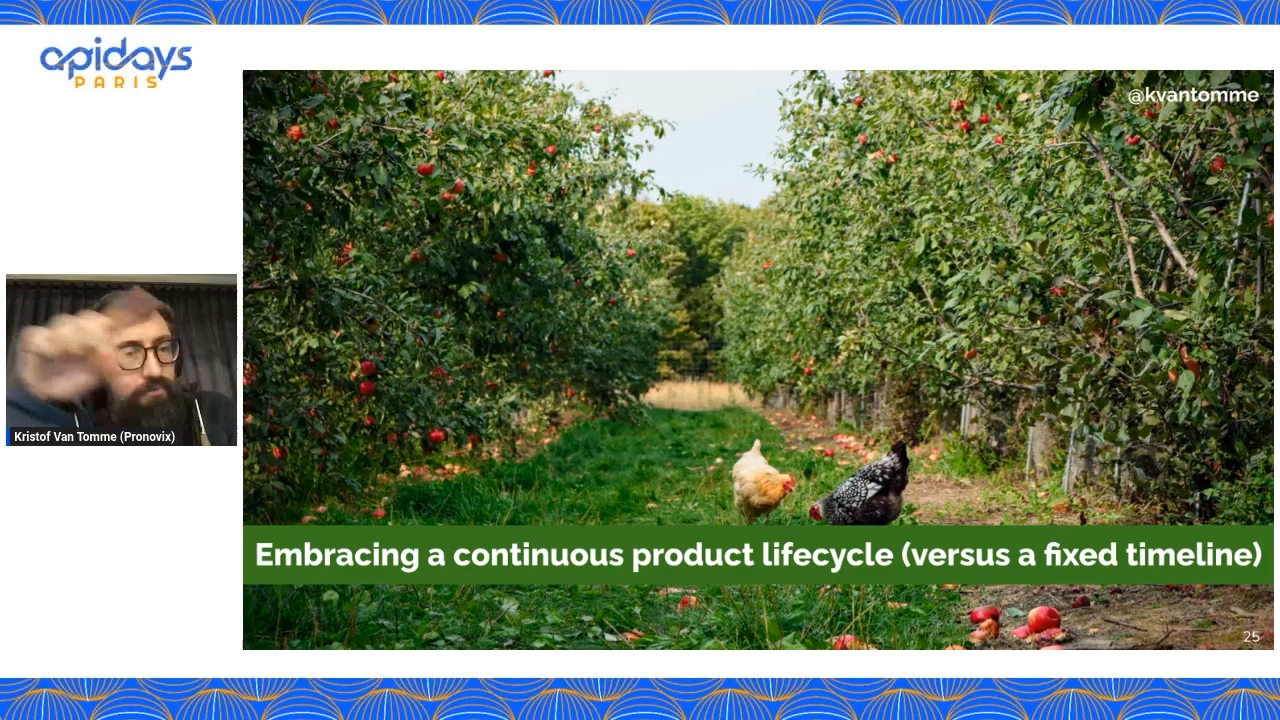 apidays
PARIS
@kvantomme
Kristof Van Tomme (Pronovix)
Embracing a continuous product lifecycle (versus a fixed timeline)
25